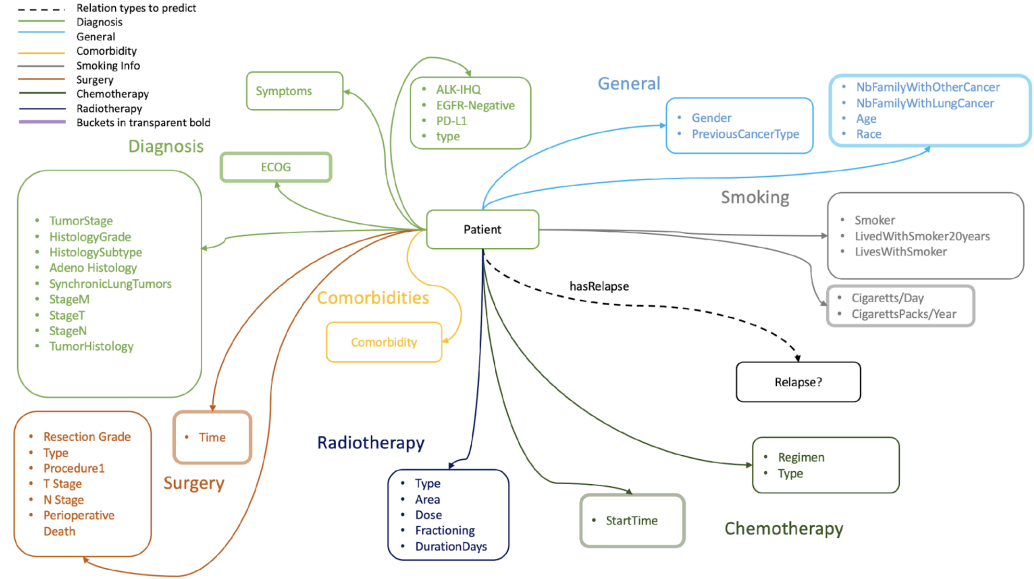 Relation types to predict
Diagnosis
General
Comorbidity
Smoking Info
Surgery
Chemotherapy
Radiotherapy
Buckets in transparent bold
Diagnosis
Symptoms
• ALK-IHQ
• EGFR-Negative
• PD-L1
• type
General
• Gender
• PreviousCancerType
• NbFamilyWithOtherCancer
• NbFamilyWithLungCancer
• Age
• Race
ECOG
• TumorStage
• HistologyGrade
• HistologySubtype
• Adeno Histology
• SynchronicLungTumors
• StageM
• StageT
• StageN
• TumorHistology
Patient
Smoking
• Smoker
• LivedWithSmoker20years
• LivesWithSmoker
• Cigaretts/Day
• CigarettsPacks/Year
hasRelapse
Relapse?
Comorbidities
Comorbidity
• Resection Grade
• Type
• Procedure1
• T Stage
• N Stage
• Perioperative
Death
• Time
Surgery
Radiotherapy
• Type
• Area
• Dose
• Fractioning
• DurationDays
• StartTime
• Regimen
• Type
Chemotherapy